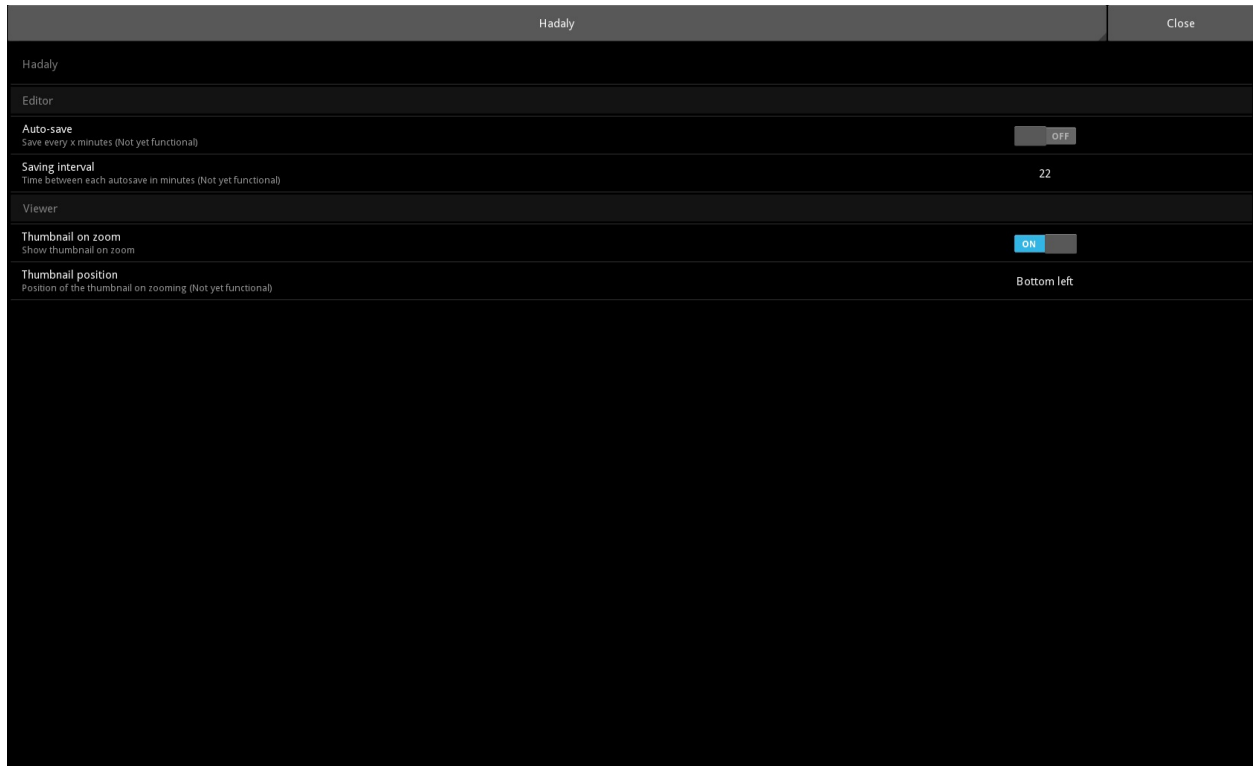 Hadaly
Close
Hadaly
Editor
Auto-save
Save every x minutes (Not yet functional)
OFF
Saving interval
Time between each autosave in minutes (Not yet functional)
22
Viewer
Thumbnail on zoom
Show thumbnail on zoom
ON
Thumbnail position
Position of the thumbnail on zooming (Not yet functional)
Bottom left